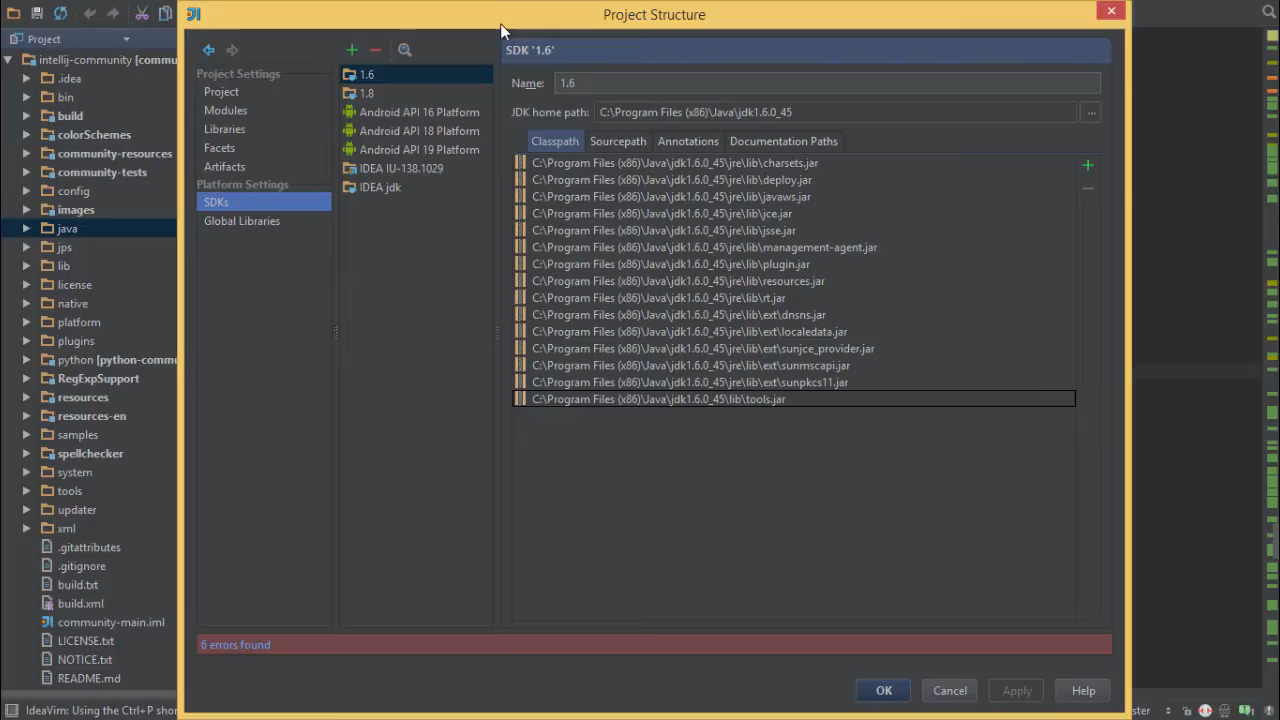 Project Structure
Project
intellij-community [commu
.idea
bin
build
colorSchemes
community-resources
community-tests
config
images
java
jps
lib
license
native
platform
plugins
python [python-commu
RegExpSupport
resources
resources-en
samples
spellchecker
system
tools
updater
xml
.gitattributes
.gitignore
build.txt
build.xml
community-main.iml
LICENSE.txt
NOTICE.txt
README.md
Project Settings
Project
Modules
Libraries
Facets
Artifacts
Platform Settings
SDKs
Global Libraries
1.6
1.8
Android API 16 Platform
Android API 18 Platform
Android API 19 Platform
IDEA IU-138.1029
IDEA jdk
SDK '1.6'
Name: 1.6
JDK home path: C:\Program Files (x86)\Java\jdk1.6.0_45 ...
Classpath Sourcepath Annotations Documentation Paths
C:\Program Files (x86)\Java\jdk1.6.0_45\jre\lib\charsets.jar
C:\Program Files (x86)\Java\jdk1.6.0_45\jre\lib\deploy.jar
C:\Program Files (x86)\Java\jdk1.6.0_45\jre\lib\javaws.jar
C:\Program Files (x86)\Java\jdk1.6.0_45\jre\lib\jce.jar
C:\Program Files (x86)\Java\jdk1.6.0_45\jre\lib\jsse.jar
C:\Program Files (x86)\Java\jdk1.6.0_45\jre\lib\management-agent.jar
C:\Program Files (x86)\Java\jdk1.6.0_45\jre\lib\plugin.jar
C:\Program Files (x86)\Java\jdk1.6.0_45\jre\lib\resources.jar
C:\Program Files (x86)\Java\jdk1.6.0_45\jre\lib\rt.jar
C:\Program Files (x86)\Java\jdk1.6.0_45\jre\lib\ext\dnsns.jar
C:\Program Files (x86)\Java\jdk1.6.0_45\jre\lib\ext\localedata.jar
C:\Program Files (x86)\Java\jdk1.6.0_45\jre\lib\ext\sunjce_provider.jar
C:\Program Files (x86)\Java\jdk1.6.0_45\jre\lib\ext\sunmscapi.jar
C:\Program Files (x86)\Java\jdk1.6.0_45\jre\lib\ext\sunpkcs11.jar
C:\Program Files (x86)\Java\jdk1.6.0_45\lib\tools.jar
6 errors found
OK Cancel Apply Help
IdeaVim: Using the Ctrl+P shor
ster